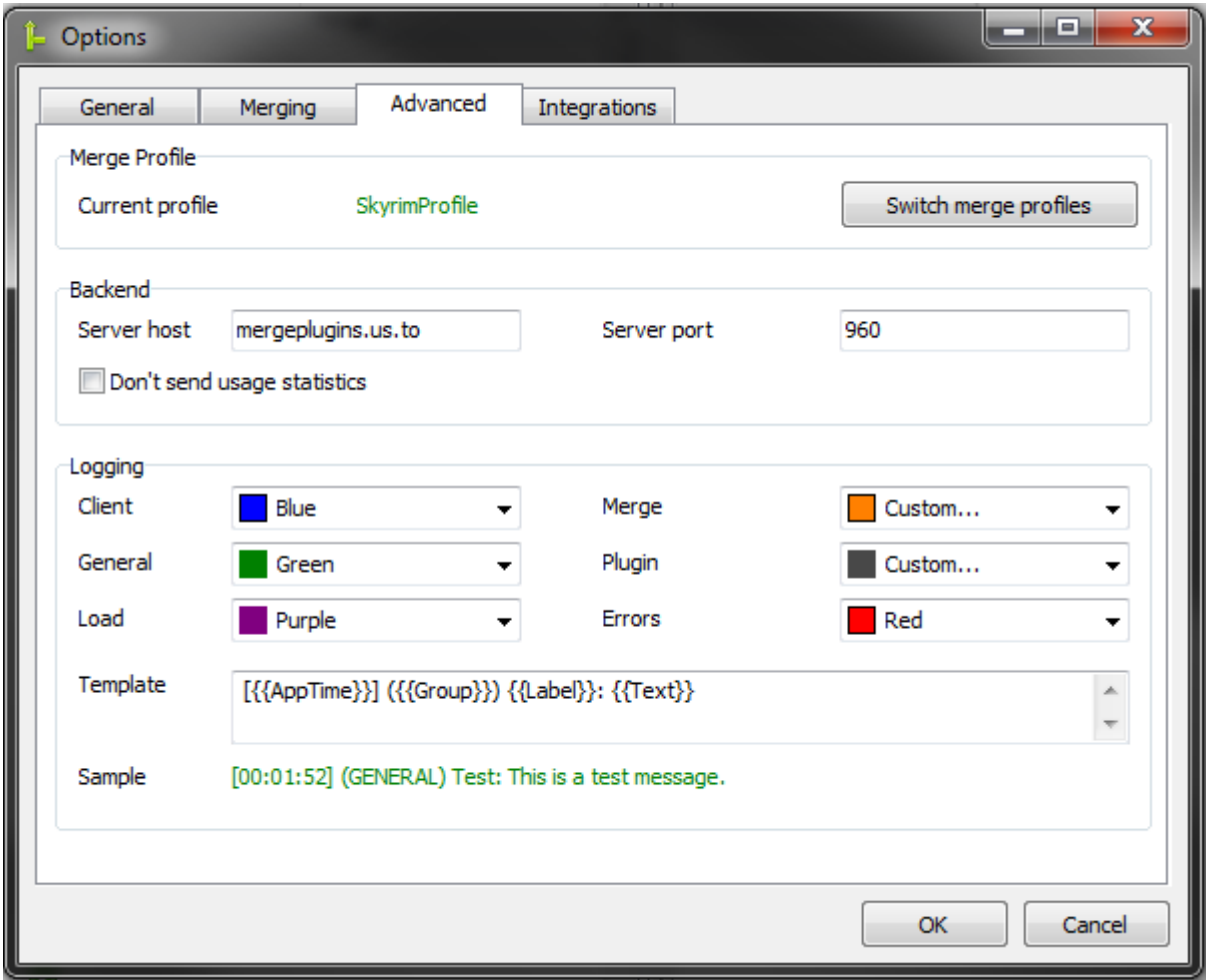 Options
General Merging Advanced Integrations
Merge Profile
Current profile SkyrimProfile Switch merge profiles
Backend
Server host mergeplugins.us.to Server port 960
Don't send usage statistics
Logging
Client Blue Merge Custom...
General Green Plugin Custom...
Load Purple Errors Red
Template [{{AppTime}}] ({{Group}}) {{Label}}: {{Text}}
Sample [00:01:52] (GENERAL) Test: This is a test message.
OK Cancel